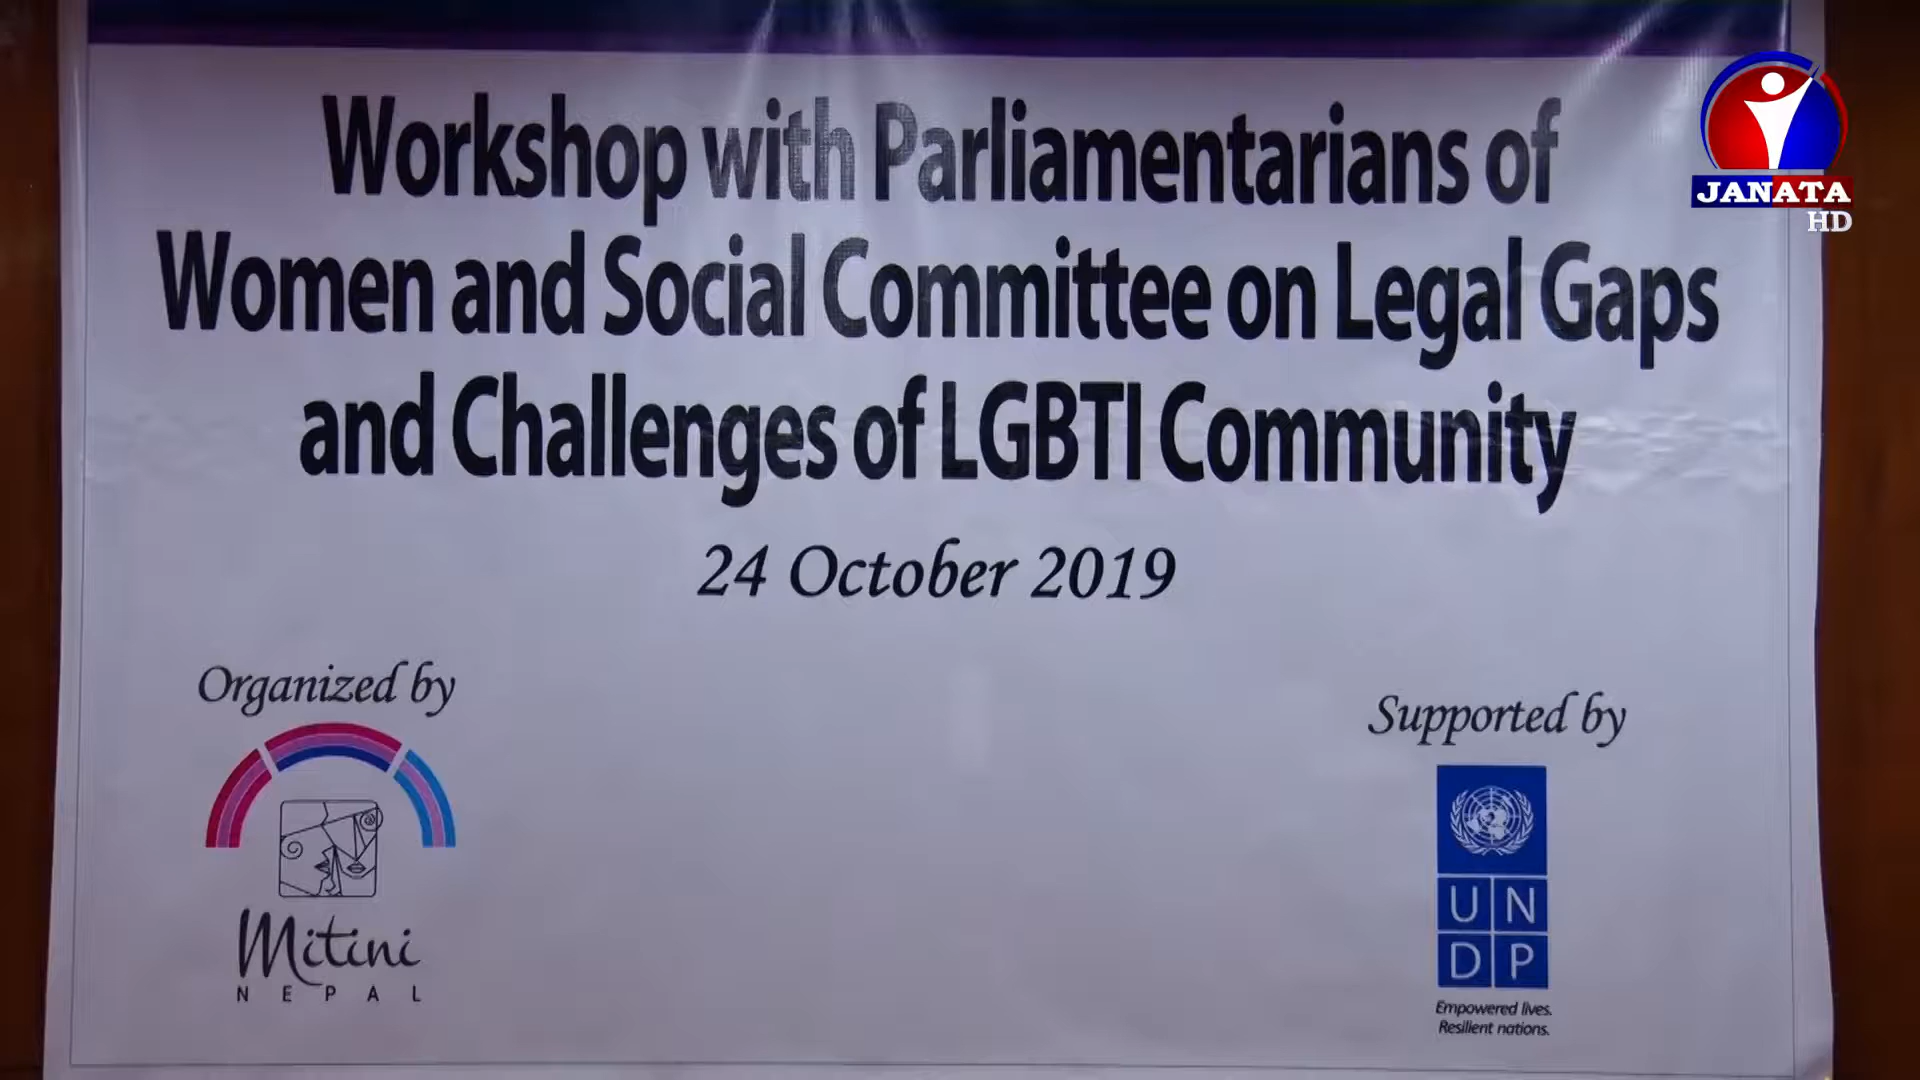 Workshop with Parliamentarians of
Women and Social Committee on Legal Gaps
and Challenges of LGBTI Community
24 October 2019
Organized by
Mitini
NEPAL
Supported by
UN
DP
Empowered lives.
Resilient nations.
JANATA
HD